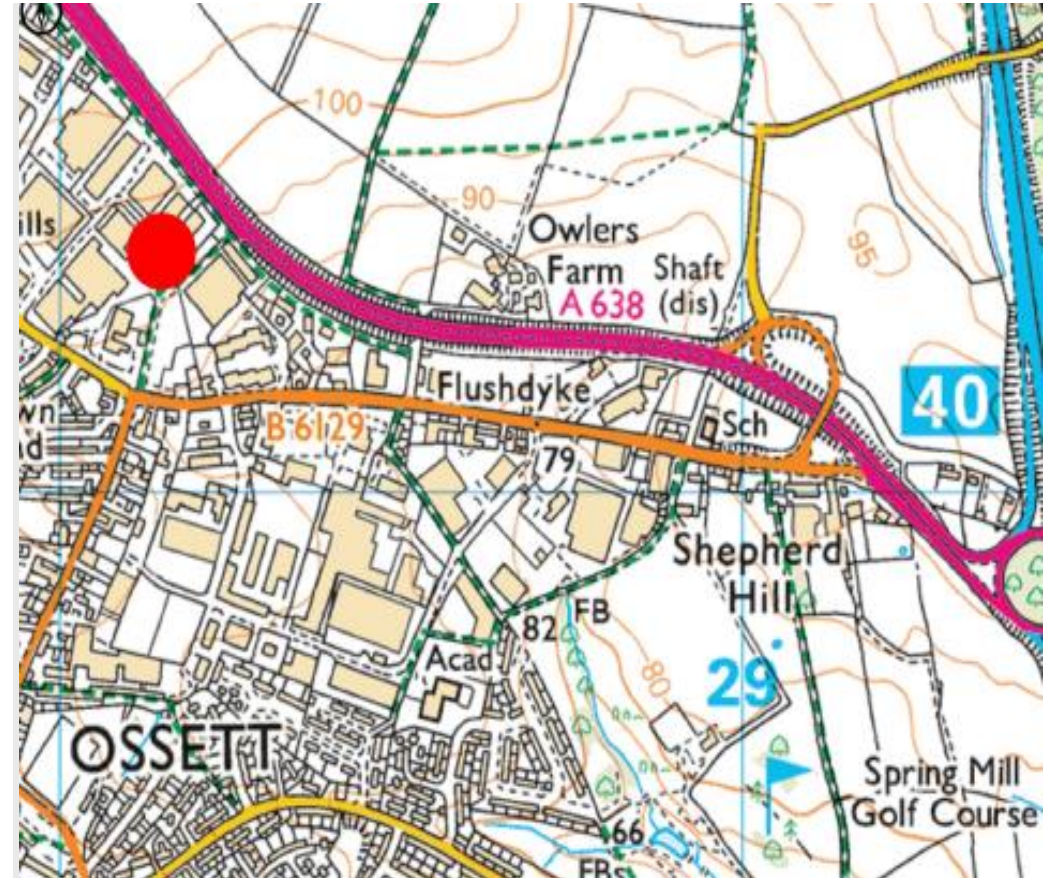 100
90
ills
Owlers
Farm
Shaft
(dis)
A 638
95
Flushdyke
40
wn
d
B 6129
Sch
79
Shepherd
Hill
FB
82
Acad
80
29
OSSETT
Spring Mill
Golf Course
66
FBs